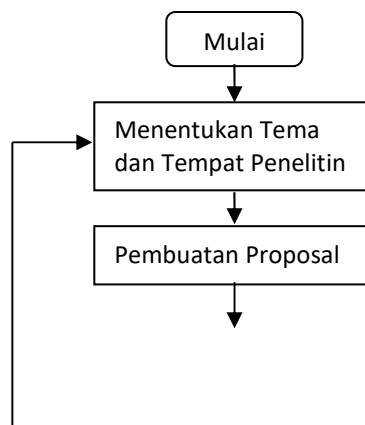 Mulai
Menentukan Tema
dan Tempat Penelitin
Pembuatan Proposal